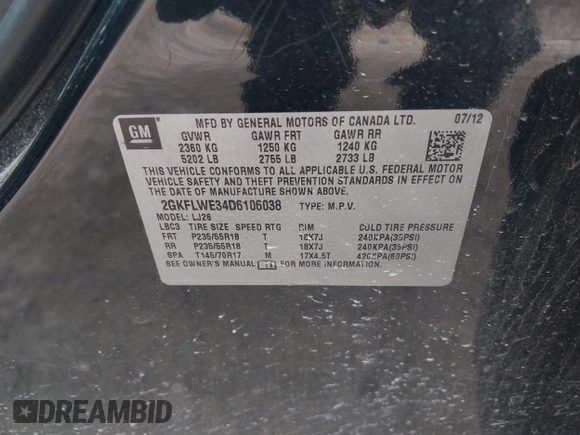 GM
MFD BY GENERAL MOTORS OF CANADA LTD. 07/12
GVWR GAWR FRT GAWR RR
2360 KG 1250 KG 1240 KG
5202 LB 2755 LB 2733 LB
THIS VEHICLE CONFORMS TO ALL APPLICABLE U.S. FEDERAL MOTOR
VEHICLE SAFETY AND THEFT PREVENTION STANDARDS IN EFFECT ON
THE DATE OF MANUFACTURE SHOWN ABOVE.
2GKFLWE34D6106038 TYPE: M.P.V.
MODEL: LJ26
LBC3 TIRE SIZE SPEED RTG RIM COLD TIRE PRESSURE
FRT P235/55R18 T 18X7J 240KPA(35PSI)
RR P235/55R18 T 18X7J 240KPA(35PSI)
SPA T145/70R17 M 17X4.5T 420KPA(60PSI)
SEE OWNER'S MANUAL FOR MORE INFORMATION.
DREAMBID